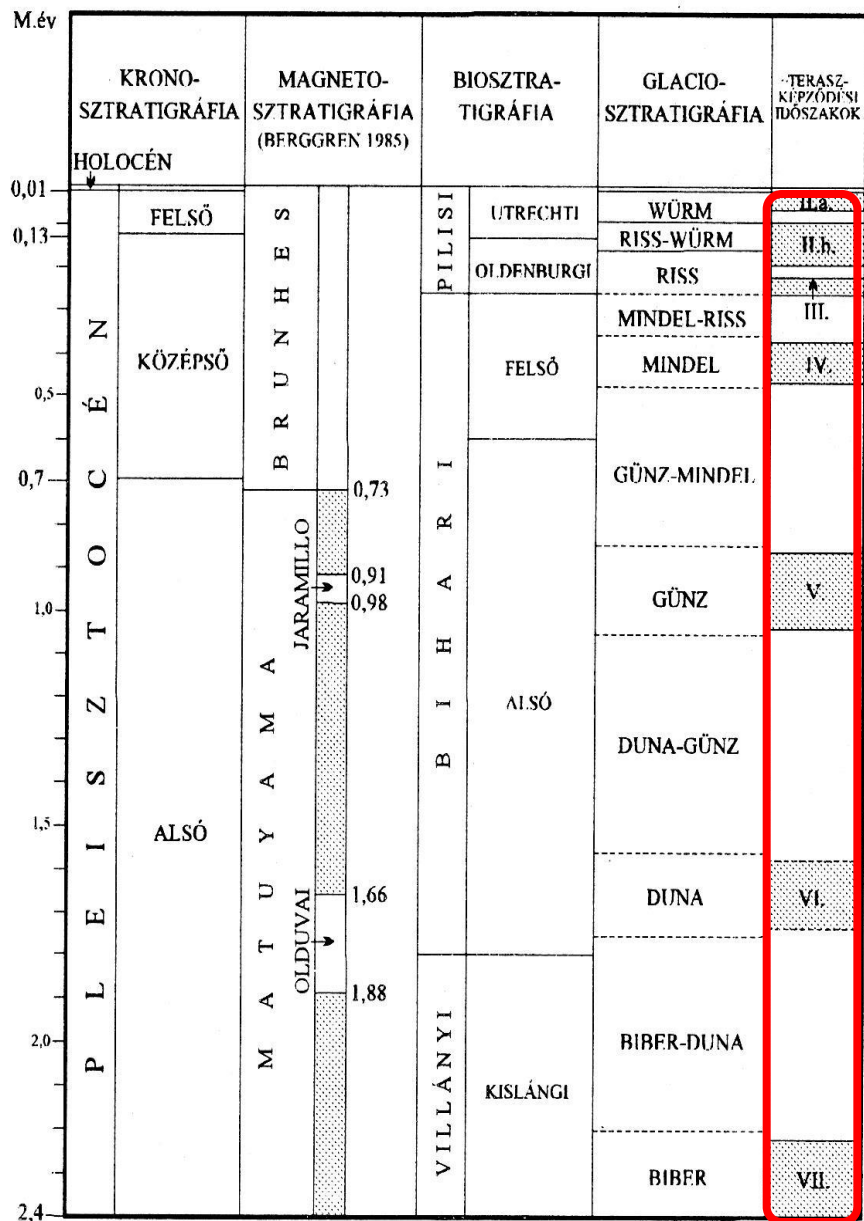 M.év
KRONO-
SZTRATIGRÁFIA
MAGNETO-
SZTRATIGRÁFIA
(BERGGREN 1985)
BIOSZTRA-
TIGRÁFIA
GLACIO-
SZTRATIGRÁFIA
TERASZ-
KÉPZŐDÉSI
IDŐSZAKOK
HOLOCÉN
0,01
0,13
0,5
0,7
1,0
1,5
2,0
2,4
PLEISZTOCÉN
FELSŐ
KÖZÉPSŐ
ALSÓ
BRUNHES
MATUYAMA
JARAMILLO
OLDUVAI
0,73
0,91
0,98
1,66
1,88
PILISI
BIHARI
VILLÁNYI
UTRECHTI
OLDENBURGI
FELSŐ
ALSÓ
KISLÁNGI
WÜRM
RISS-WÜRM
RISS
MINDEL-RISS
MINDEL
GÜNZ-MINDEL
GÜNZ
DUNA-GÜNZ
DUNA
BIBER-DUNA
BIBER
II.a.
II.b.
III.
IV.
V.
VI.
VII.